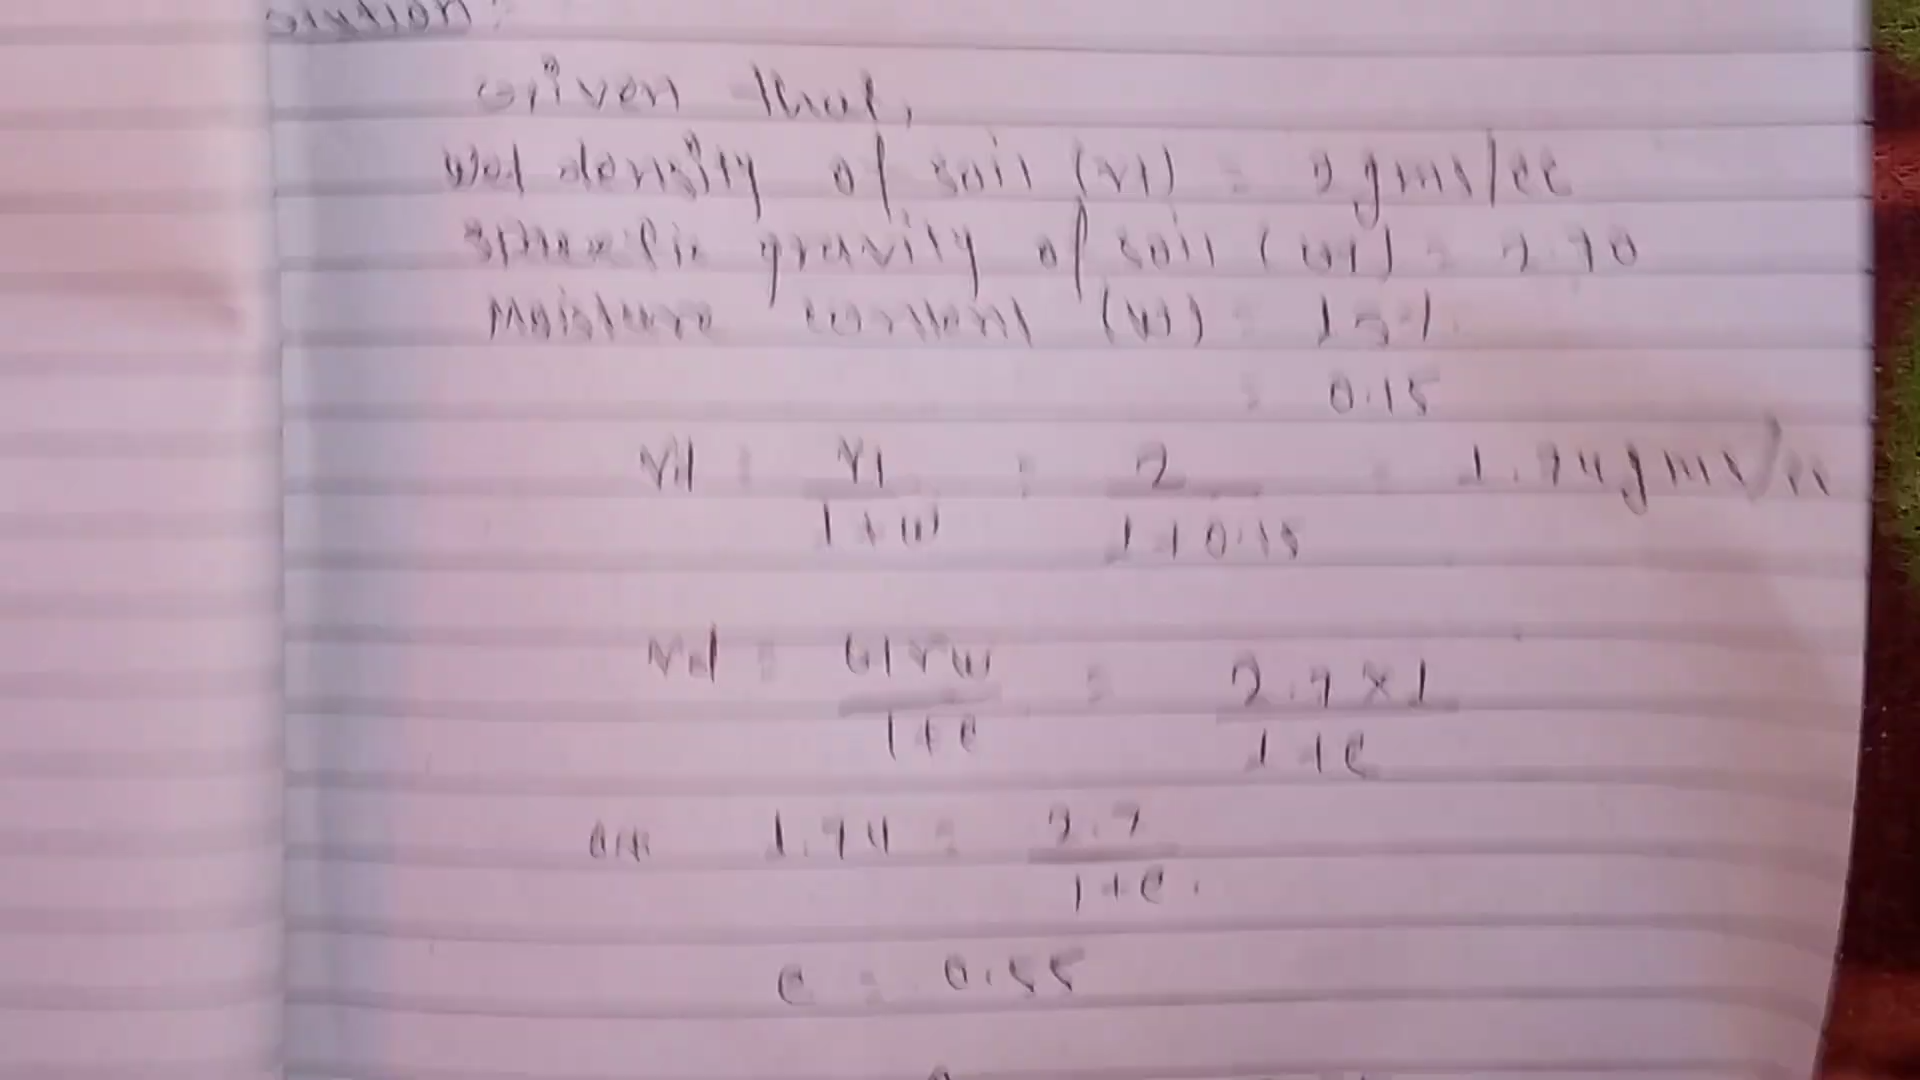 Solution:
Given that,
Wet density of soil (γt) = 2 gms/cc
Specific gravity of soil (G) = 2.70
Moisture content (w) = 15%
= 0.15
γd = γt / 1+w = 2 / 1+0.15 = 1.74 gms/cc
γd = Gγw / 1+e = 2.7×1 / 1+e
or, 1.74 = 2.7 / 1+e
e = 0.55